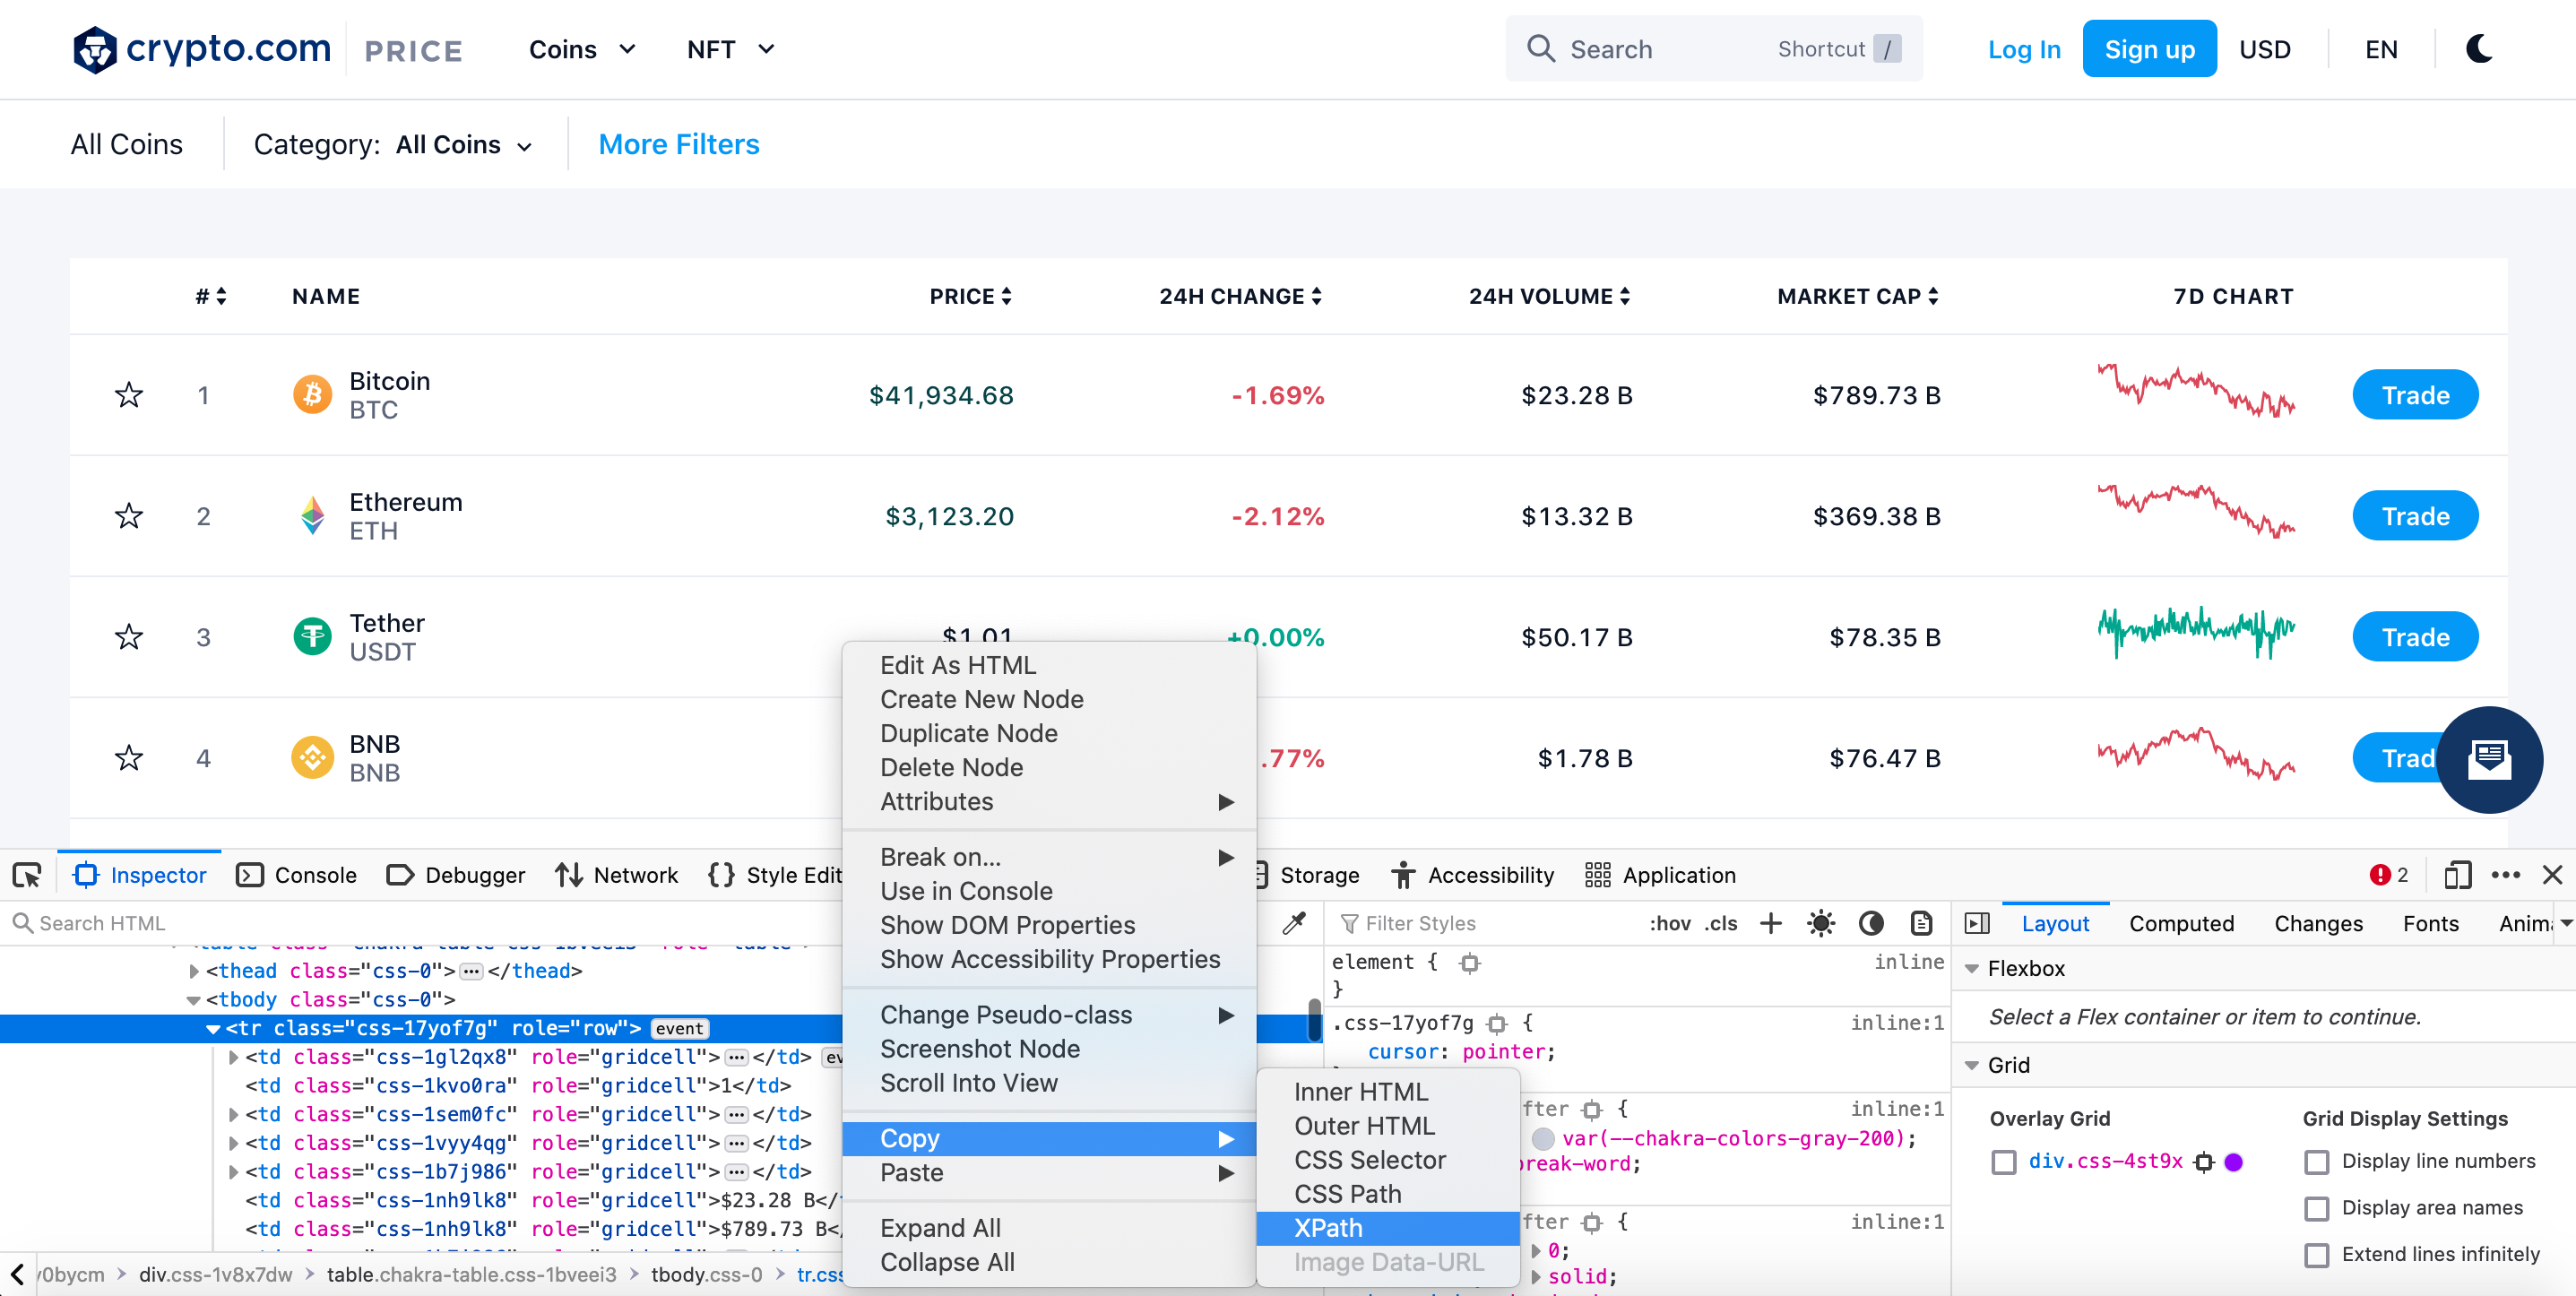 crypto.com PRICE Coins NFT Search Shortcut / Log In Sign up USD EN
All Coins Category: All Coins More Filters
# NAME PRICE 24H CHANGE 24H VOLUME MARKET CAP 7D CHART
1 Bitcoin BTC $41,934.68 -1.69% $23.28 B $789.73 B Trade
2 Ethereum ETH $3,123.20 -2.12% $13.32 B $369.38 B Trade
3 Tether USDT $1.01 +0.00% $50.17 B $78.35 B Trade
4 BNB BNB .77% $1.78 B $76.47 B Trad
Edit As HTML
Create New Node
Duplicate Node
Delete Node
Attributes
Break on...
Use in Console
Show DOM Properties
Show Accessibility Properties
Change Pseudo-class
Screenshot Node
Scroll Into View
Copy
Paste
Expand All
Collapse All
Inner HTML
Outer HTML
CSS Selector
CSS Path
XPath
Image Data-URL
Inspector Console Debugger Network {} Style Edit Storage Accessibility Application 2
Search HTML
<thead class="css-0"> ... </thead>
<tbody class="css-0">
<tr class="css-17yof7g" role="row"> event
<td class="css-1gl2qx8" role="gridcell"> ... </td> ev
<td class="css-1kvo0ra" role="gridcell">1</td>
<td class="css-1sem0fc" role="gridcell"> ... </td>
<td class="css-1vyy4qg" role="gridcell"> ... </td>
<td class="css-1b7j986" role="gridcell"> ... </td>
<td class="css-1nh9lk8" role="gridcell">$23.28 B</
<td class="css-1nh9lk8" role="gridcell">$789.73 B<
y0bycm > div.css-1v8x7dw > table.chakra-table.css-1bveei3 > tbody.css-0 > tr.css
Filter Styles :hov .cls +
element { inline
}
.css-17yof7g { inline:1
cursor: pointer;
fter { inline:1
var(--chakra-colors-gray-200);
break-word;
fter { inline:1
0;
solid;
Layout Computed Changes Fonts Anim
Flexbox
Select a Flex container or item to continue.
Grid
Overlay Grid Grid Display Settings
div.css-4st9x Display line numbers
Display area names
Extend lines infinitely